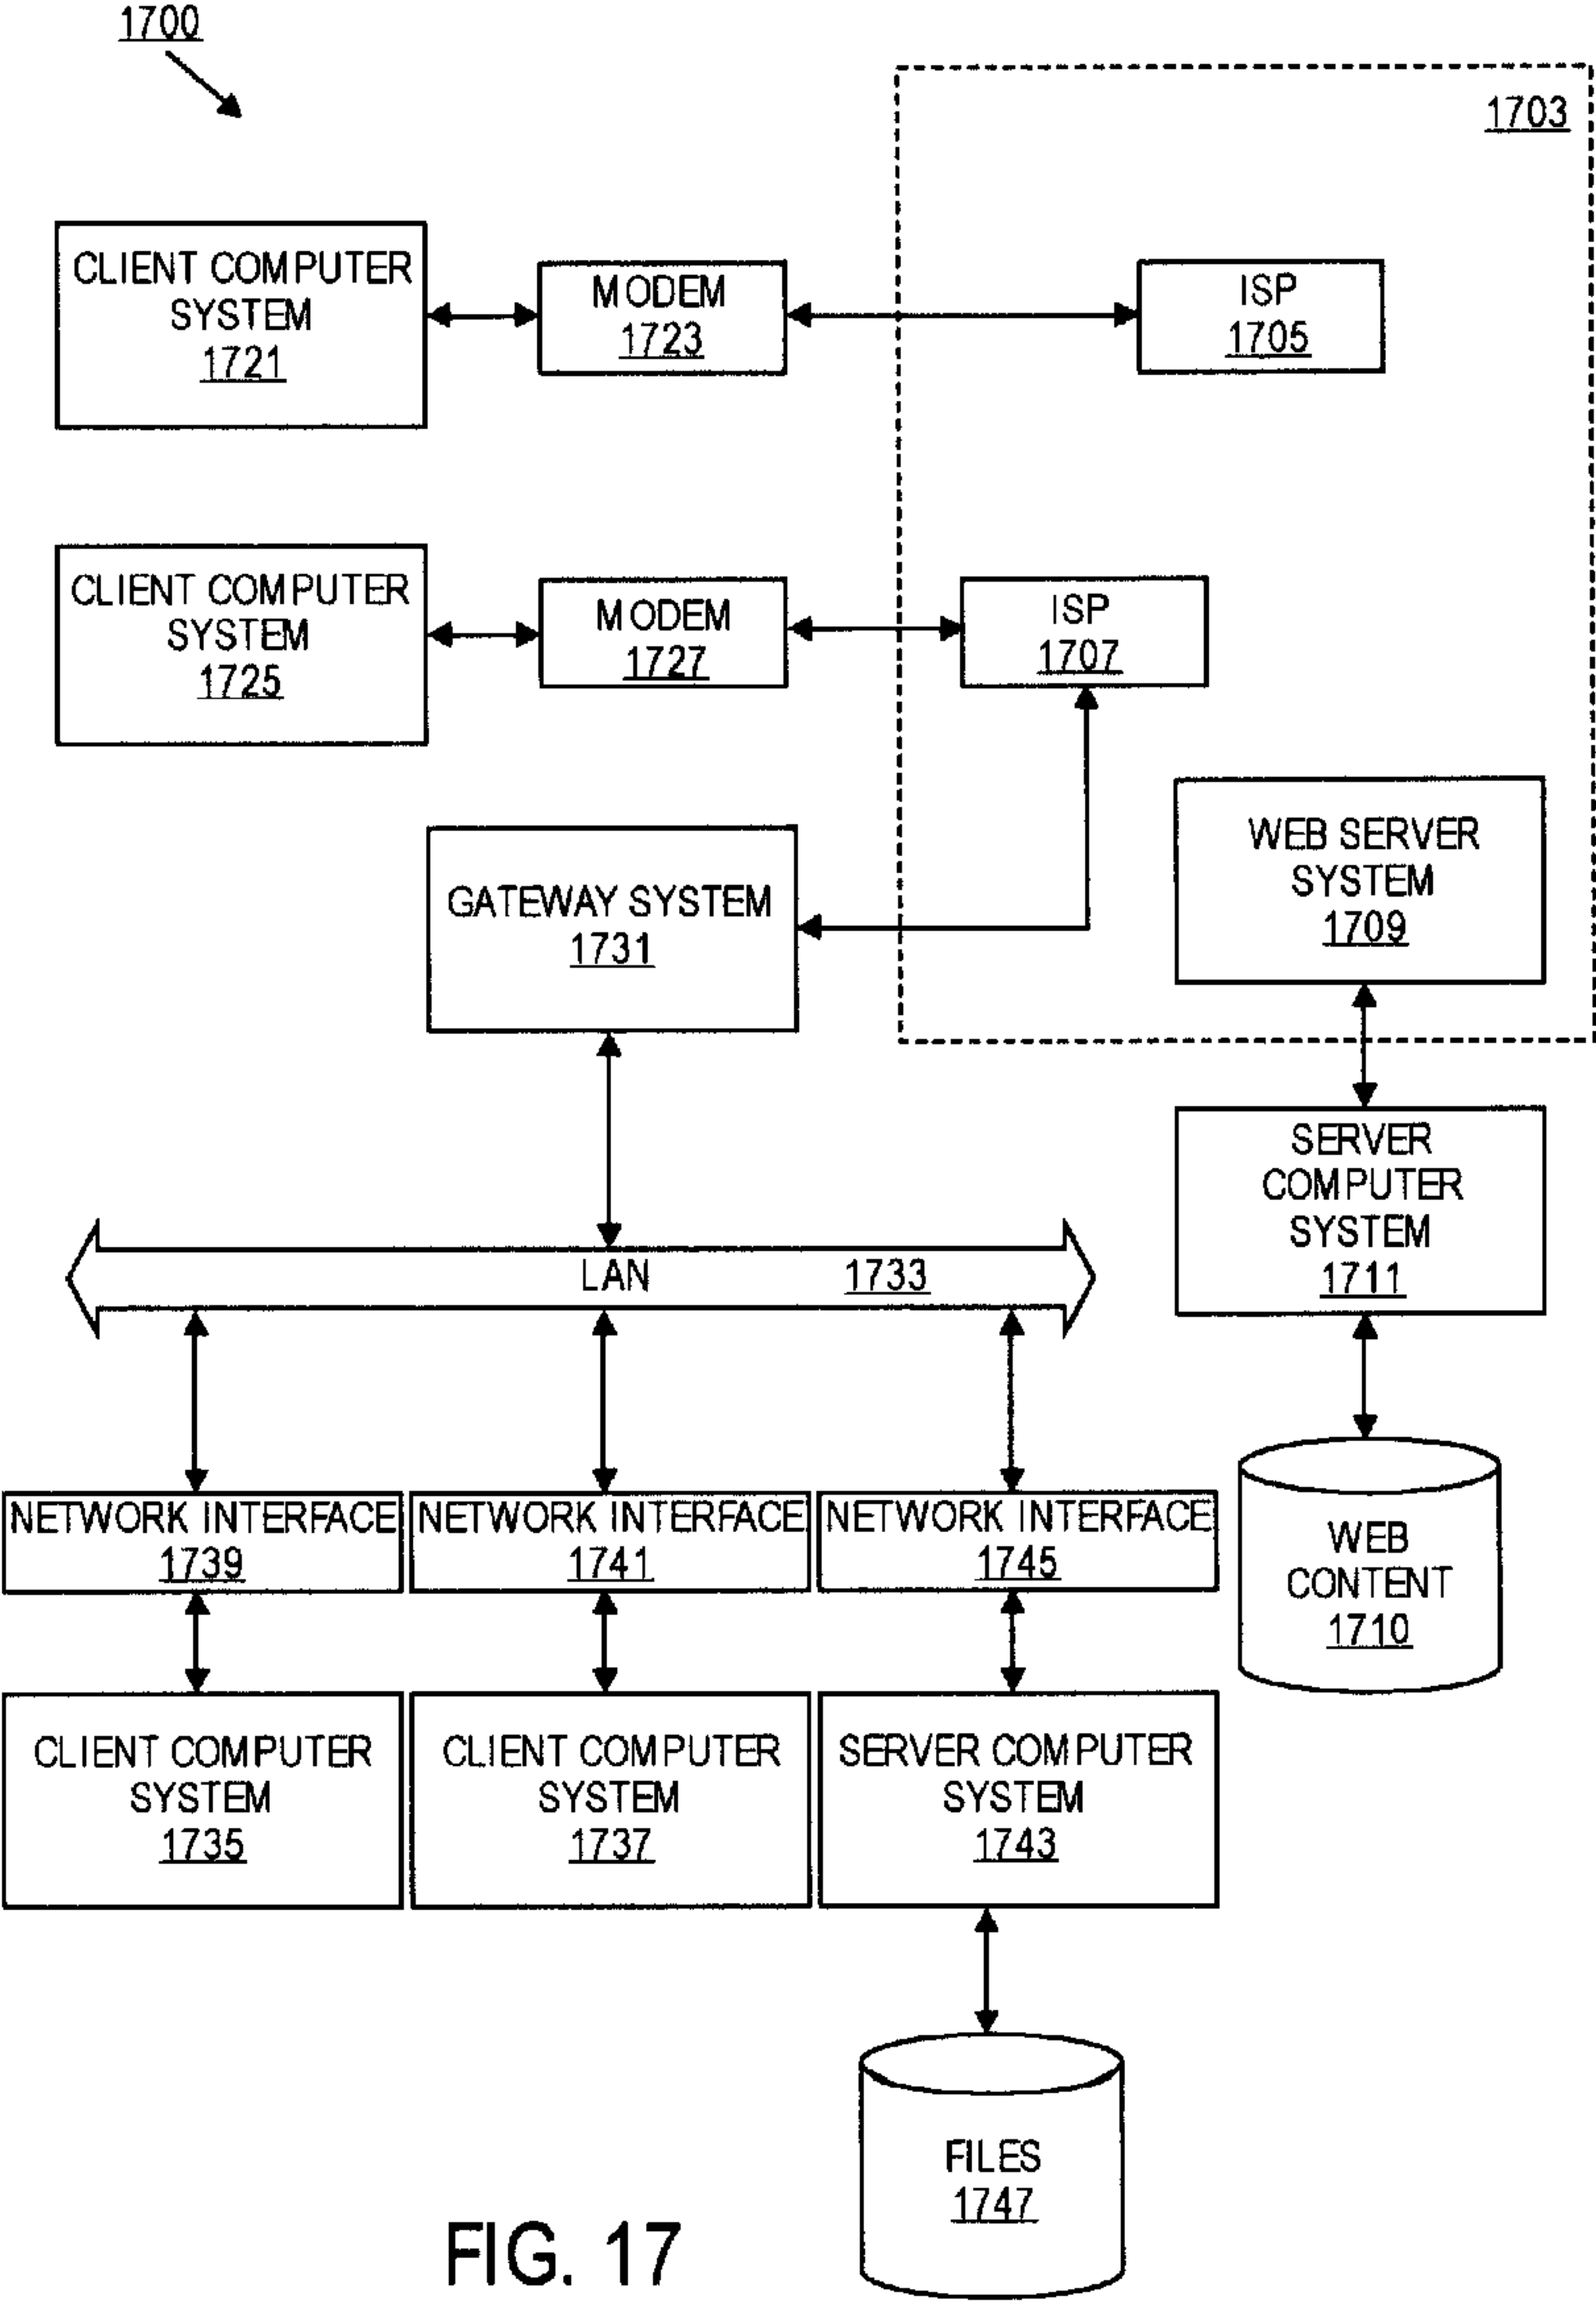 1700
1703
CLIENT COMPUTER
SYSTEM
1721
MODEM
1723
ISP
1705
CLIENT COMPUTER
SYSTEM
1725
MODEM
1727
ISP
1707
GATEWAY SYSTEM
1731
WEB SERVER
SYSTEM
1709
SERVER
COMPUTER
SYSTEM
1711
LAN 1733
NETWORK INTERFACE
1739
NETWORK INTERFACE
1741
NETWORK INTERFACE
1745
WEB
CONTENT
1710
CLIENT COMPUTER
SYSTEM
1735
CLIENT COMPUTER
SYSTEM
1737
SERVER COMPUTER
SYSTEM
1743
FILES
1747
FIG. 17